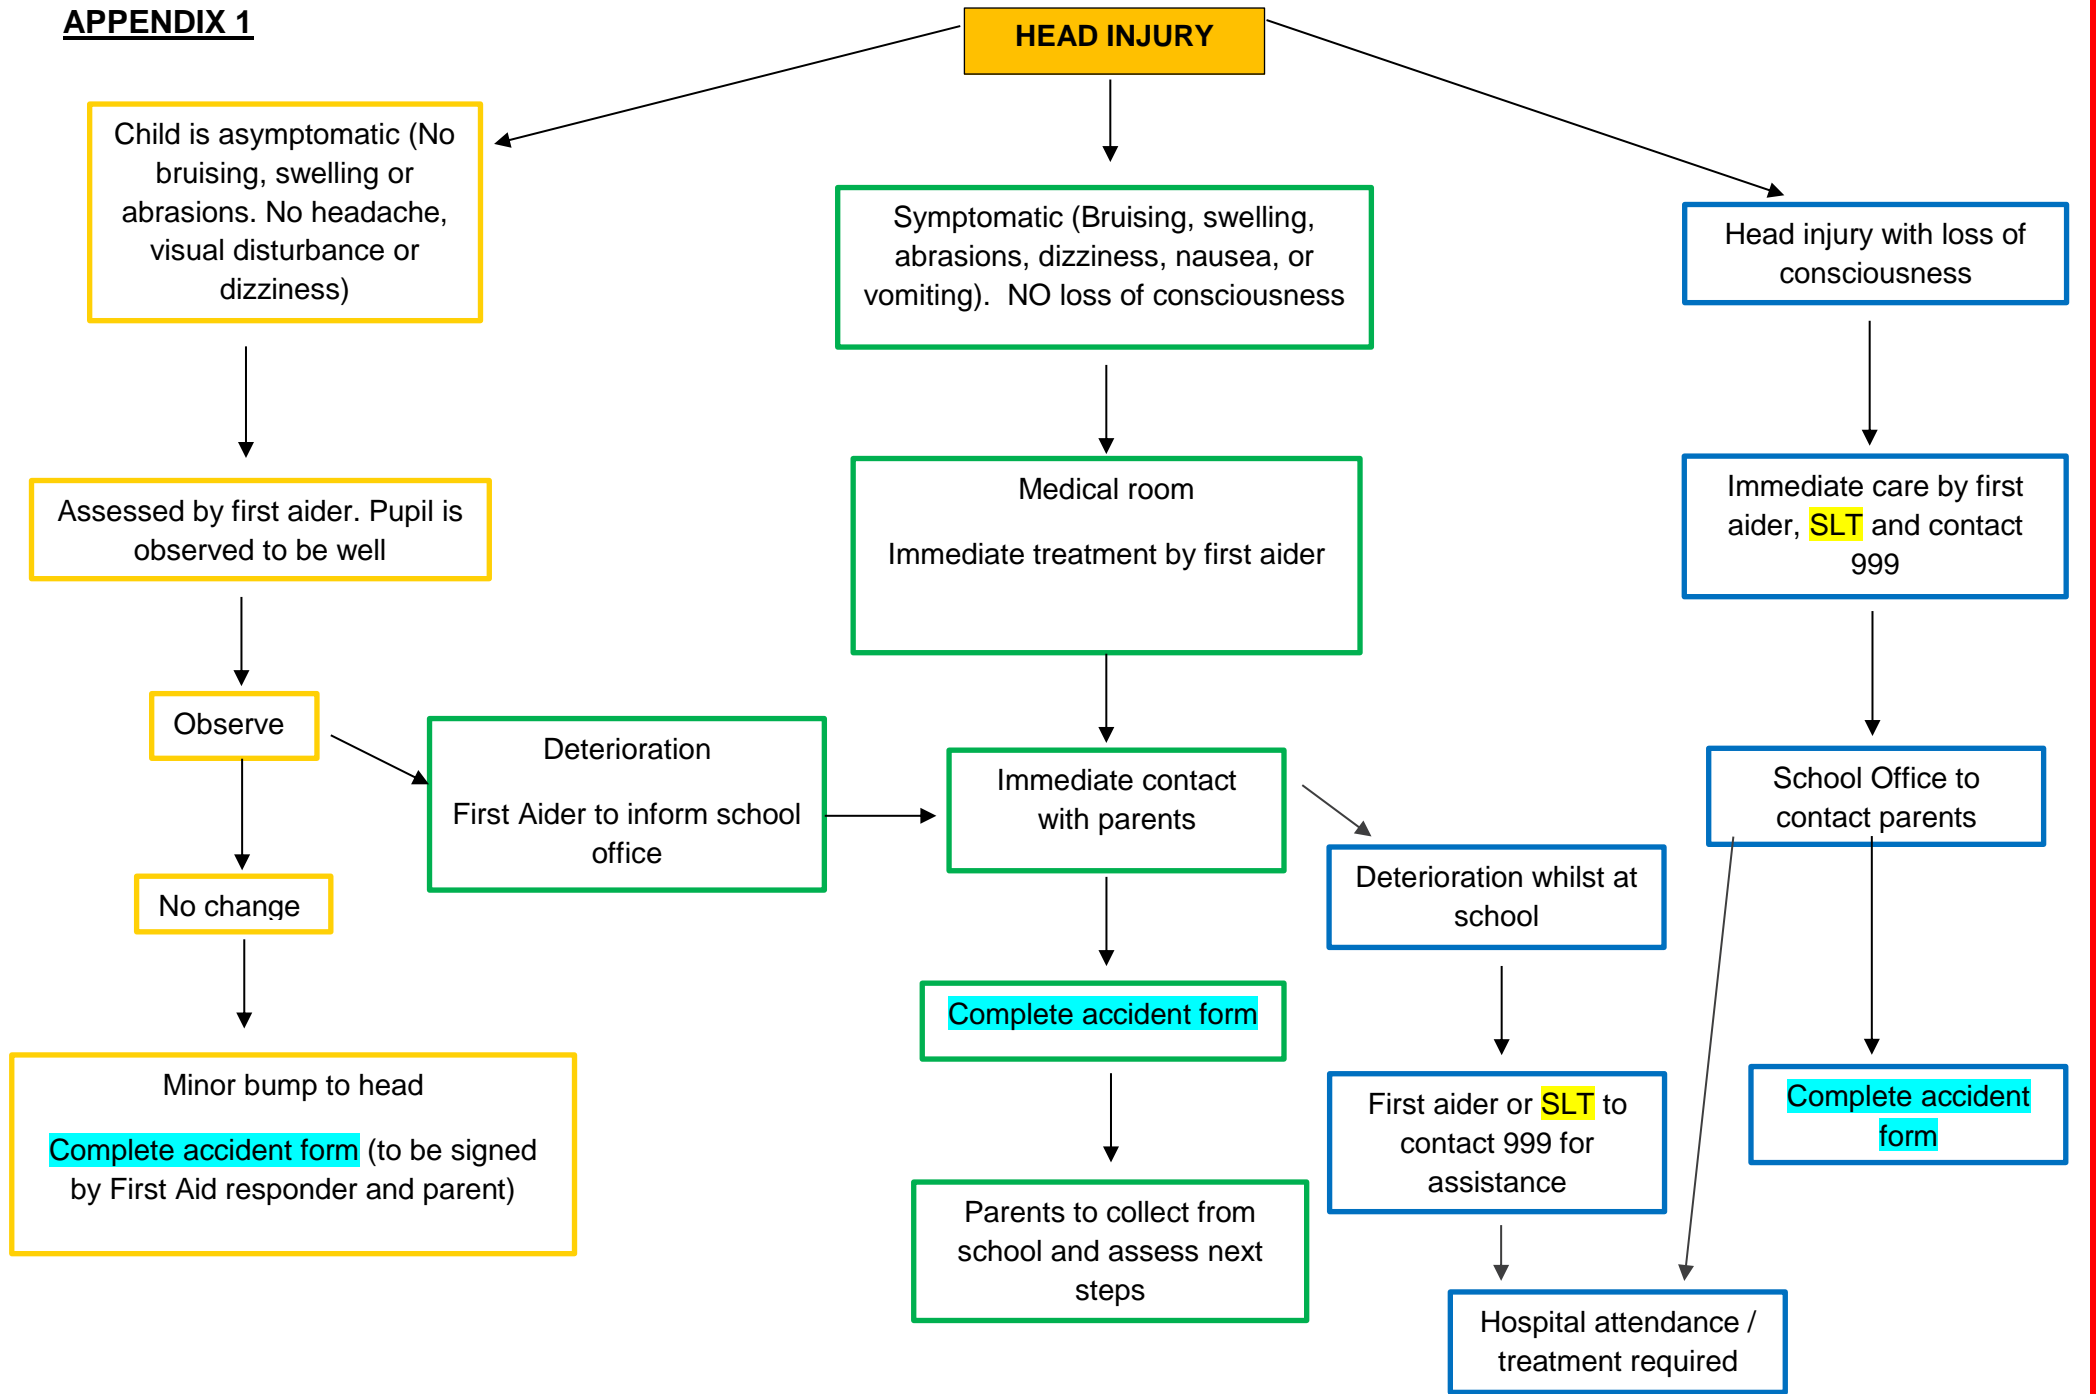 APPENDIX 1
HEAD INJURY
Child is asymptomatic (No
bruising, swelling or
abrasions. No headache,
visual disturbance or
dizziness)
Symptomatic (Bruising, swelling,
abrasions, dizziness, nausea, or
vomiting).  NO loss of consciousness
Head injury with loss of
consciousness
Assessed by first aider. Pupil is
observed to be well
Medical room
Immediate treatment by first aider
Immediate care by first
aider, SLT and contact
999
Observe
Deterioration
First Aider to inform school
office
Immediate contact
with parents
School Office to
contact parents
No change
Deterioration whilst at
school
Complete accident form
Minor bump to head
Complete accident form (to be signed
by First Aid responder and parent)
First aider or SLT to
contact 999 for
assistance
Complete accident
form
Parents to collect from
school and assess next
steps
Hospital attendance /
treatment required